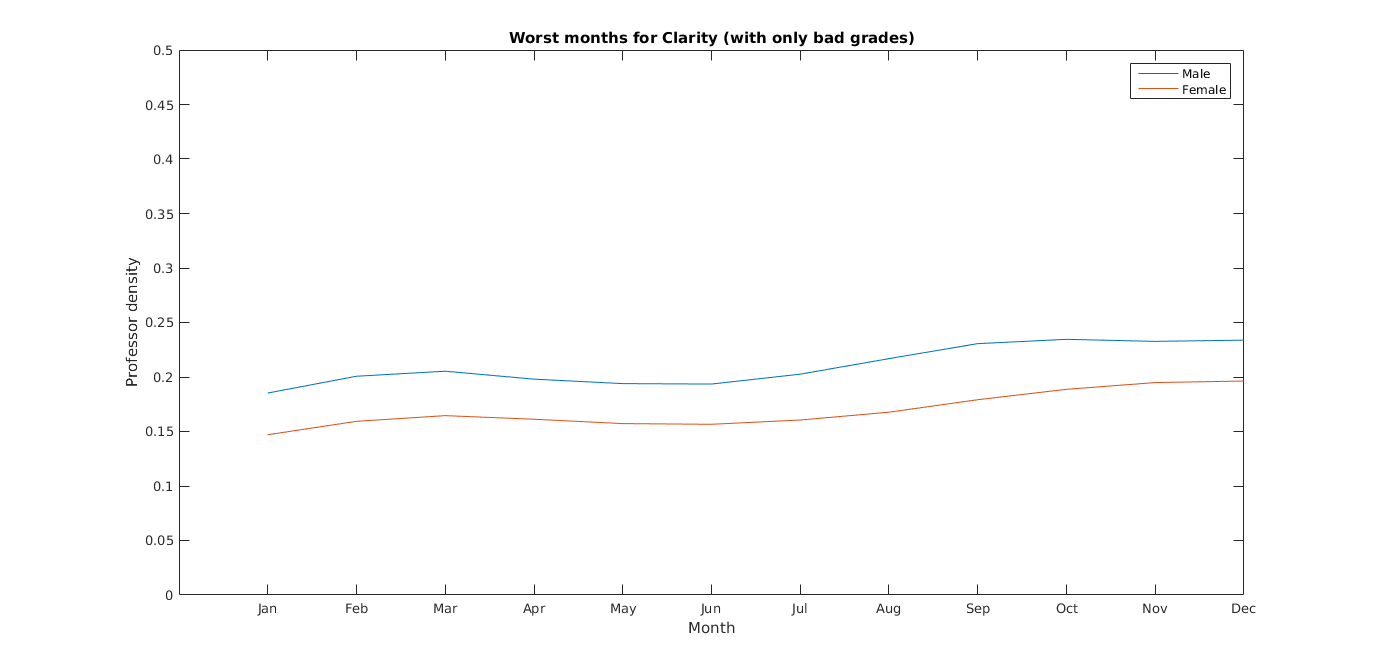 Worst months for Clarity (with only bad grades)
Male
Female
0.5
0.45
0.4
0.35
0.3
0.25
0.2
0.15
0.1
0.05
0
Professor density
Jan Feb Mar Apr May Jun Jul Aug Sep Oct Nov Dec
Month